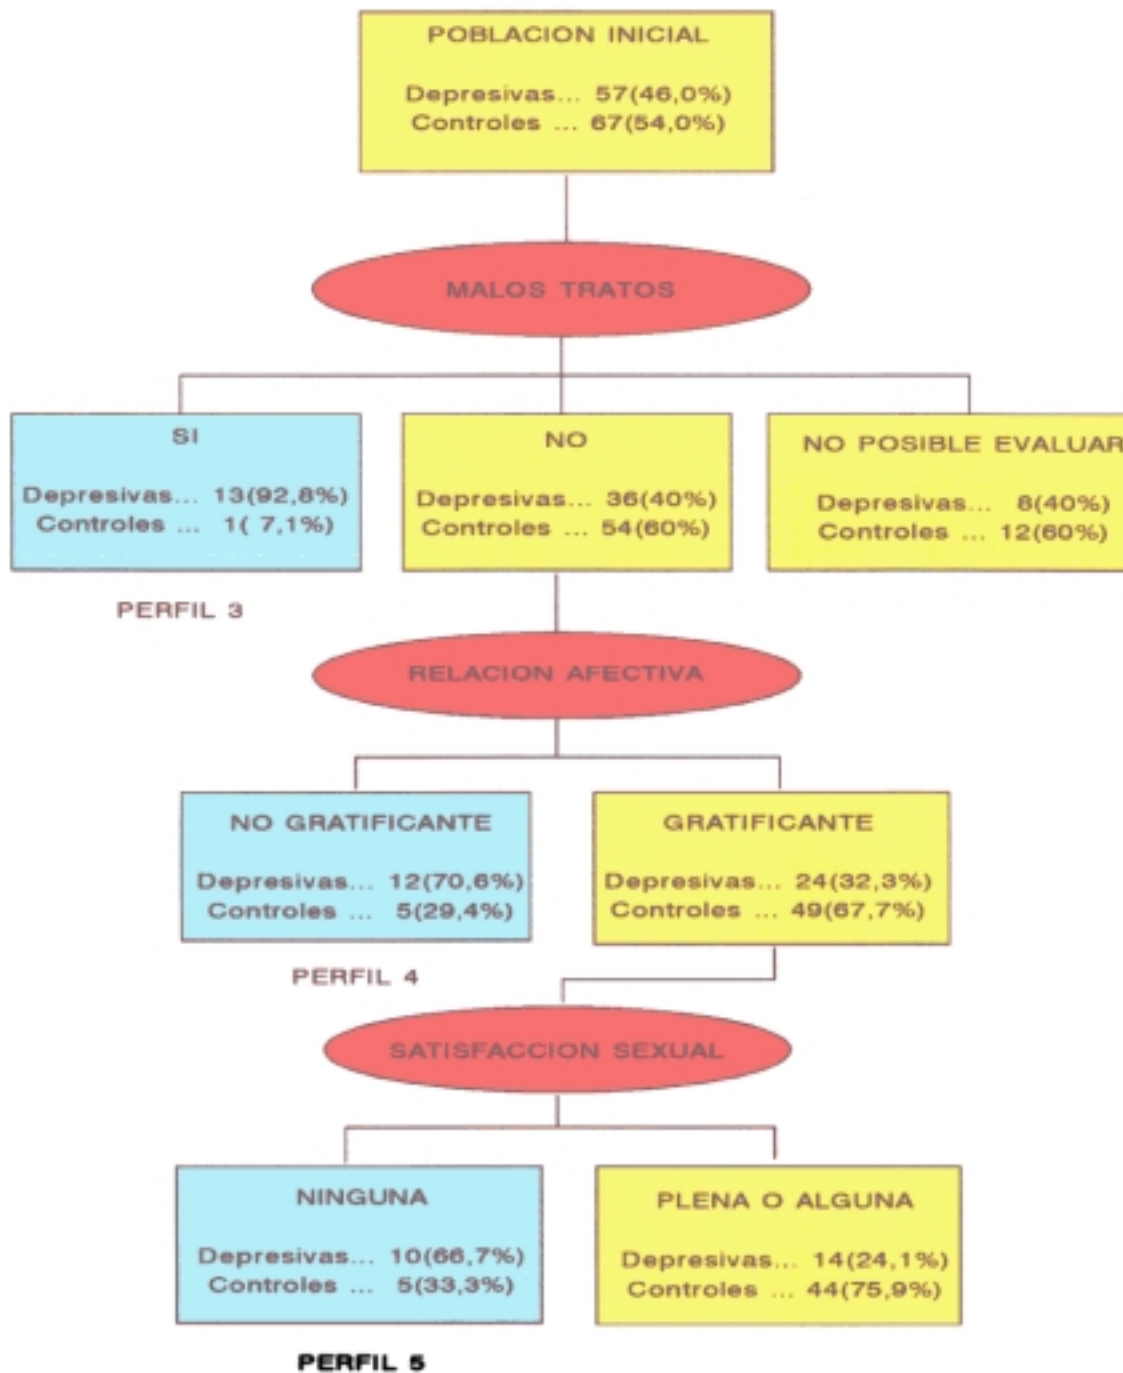 POBLACION INICIAL
Depresivas... 57(46,0%)
Controles ... 67(54,0%)
MALOS TRATOS
SI
Depresivas... 13(92,8%)
Controles ... 1( 7,1%)
NO
Depresivas... 36(40%)
Controles ... 54(60%)
NO POSIBLE EVALUAR
Depresivas... 8(40%)
Controles ... 12(60%)
PERFIL 3
RELACION AFECTIVA
NO GRATIFICANTE
Depresivas... 12(70,6%)
Controles ... 5(29,4%)
GRATIFICANTE
Depresivas... 24(32,3%)
Controles ... 49(67,7%)
PERFIL 4
SATISFACCION SEXUAL
NINGUNA
Depresivas... 10(66,7%)
Controles ... 5(33,3%)
PLENA O ALGUNA
Depresivas... 14(24,1%)
Controles ... 44(75,9%)
PERFIL 5